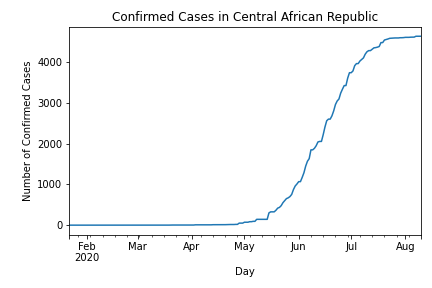 Confirmed Cases in Central African Republic
Number of Confirmed Cases
4000
3000
2000
1000
0
Feb Mar Apr May Jun Jul Aug
2020
Day